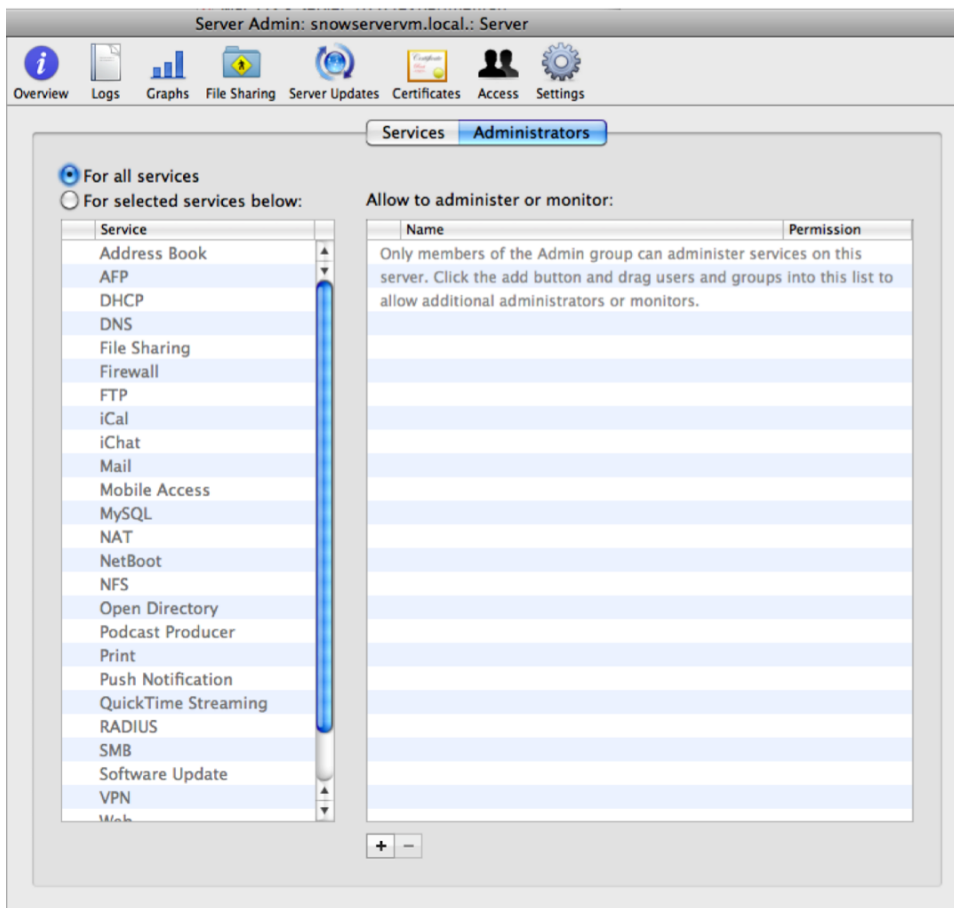 Server Admin: snowservervm.local.: Server
Overview Logs Graphs File Sharing Server Updates Certificates Access Settings
Services Administrators
For all services
For selected services below:
Allow to administer or monitor:
Service
Name Permission
Address Book
AFP
DHCP
DNS
File Sharing
Firewall
FTP
iCal
iChat
Mail
Mobile Access
MySQL
NAT
NetBoot
NFS
Open Directory
Podcast Producer
Print
Push Notification
QuickTime Streaming
RADIUS
SMB
Software Update
VPN
Web
Only members of the Admin group can administer services on this
server. Click the add button and drag users and groups into this list to
allow additional administrators or monitors.